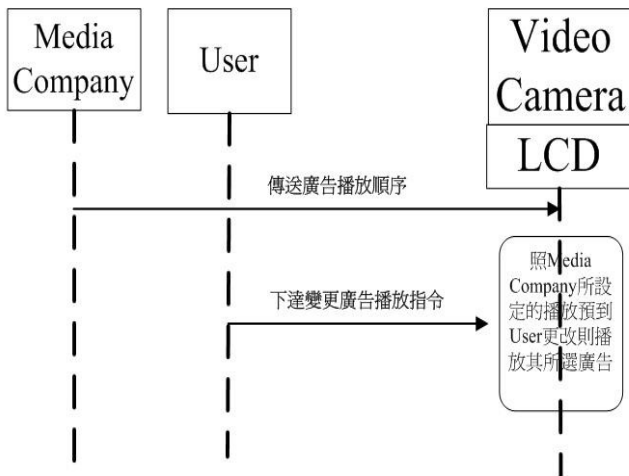 Media
Company
User
Video
Camera
LCD
傳送廣告播放順序
下達變更廣告播放指令
照Media
Company所設
定的播放預到
User更改則播
放其所選廣告